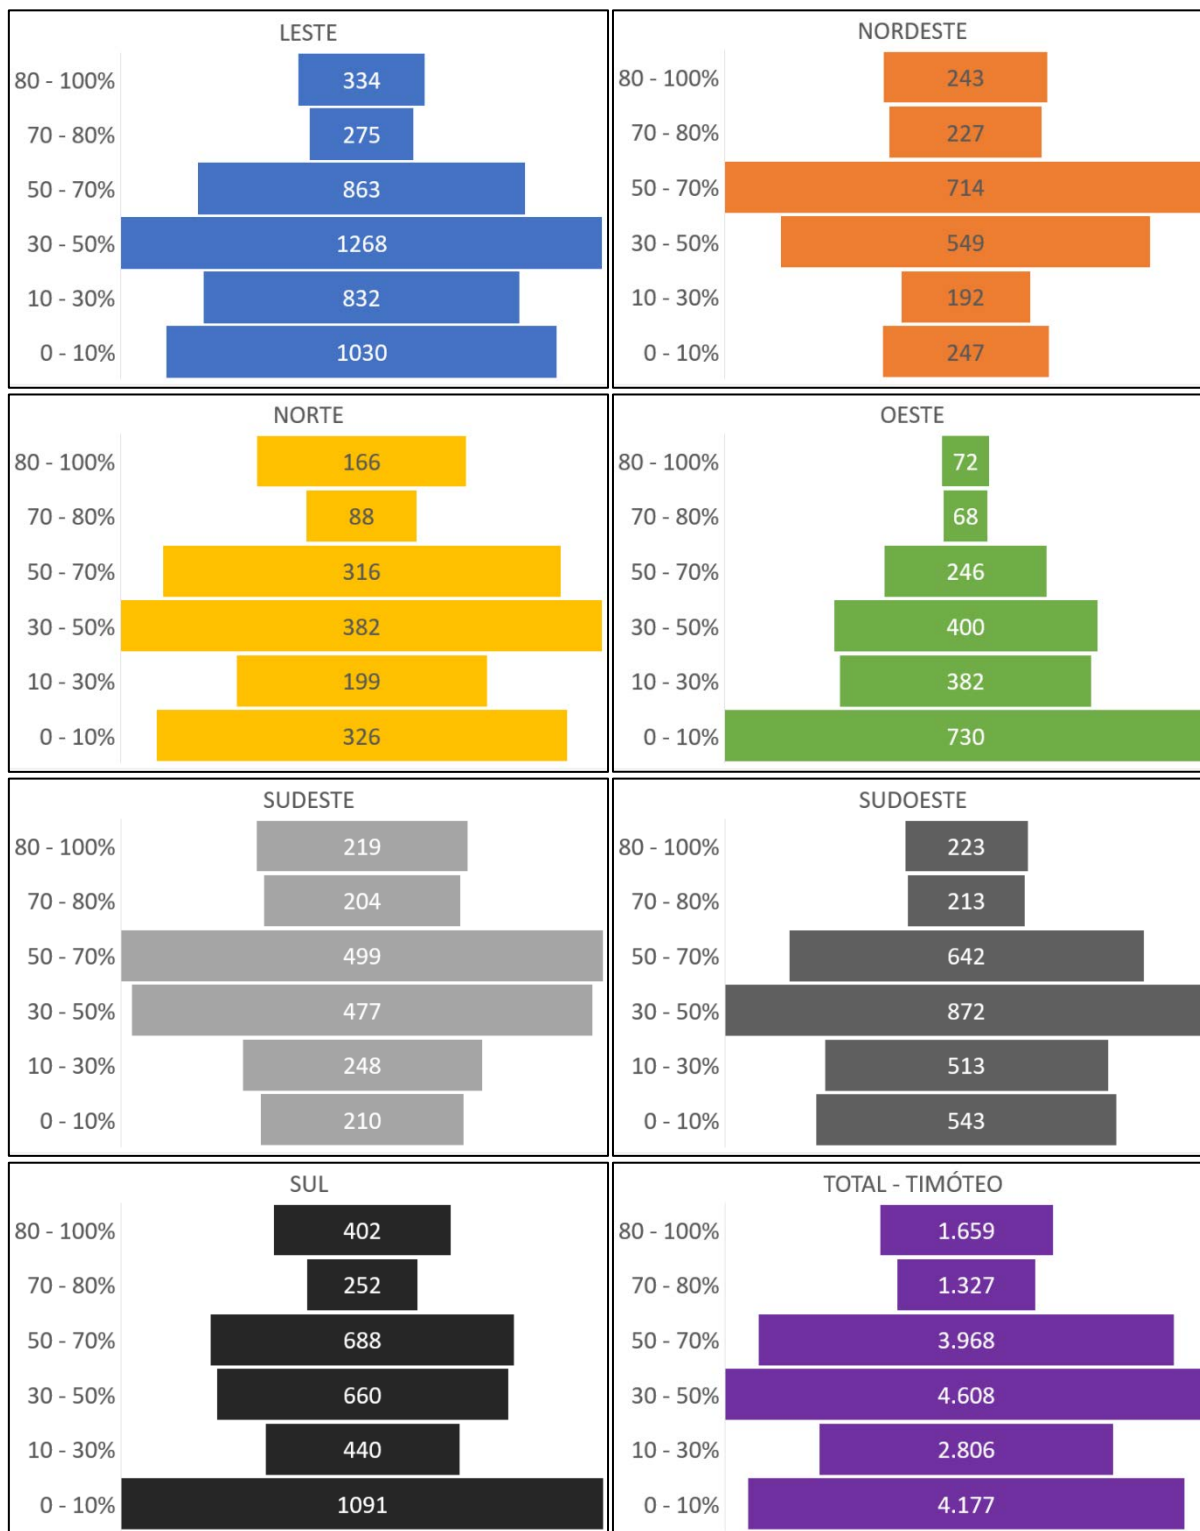 LESTE
80 - 100% 334
70 - 80% 275
50 - 70% 863
30 - 50% 1268
10 - 30% 832
0 - 10% 1030
NORDESTE
80 - 100% 243
70 - 80% 227
50 - 70% 714
30 - 50% 549
10 - 30% 192
0 - 10% 247
NORTE
80 - 100% 166
70 - 80% 88
50 - 70% 316
30 - 50% 382
10 - 30% 199
0 - 10% 326
OESTE
80 - 100% 72
70 - 80% 68
50 - 70% 246
30 - 50% 400
10 - 30% 382
0 - 10% 730
SUDESTE
80 - 100% 219
70 - 80% 204
50 - 70% 499
30 - 50% 477
10 - 30% 248
0 - 10% 210
SUDOESTE
80 - 100% 223
70 - 80% 213
50 - 70% 642
30 - 50% 872
10 - 30% 513
0 - 10% 543
SUL
80 - 100% 402
70 - 80% 252
50 - 70% 688
30 - 50% 660
10 - 30% 440
0 - 10% 1091
TOTAL - TIMÓTEO
80 - 100% 1.659
70 - 80% 1.327
50 - 70% 3.968
30 - 50% 4.608
10 - 30% 2.806
0 - 10% 4.177